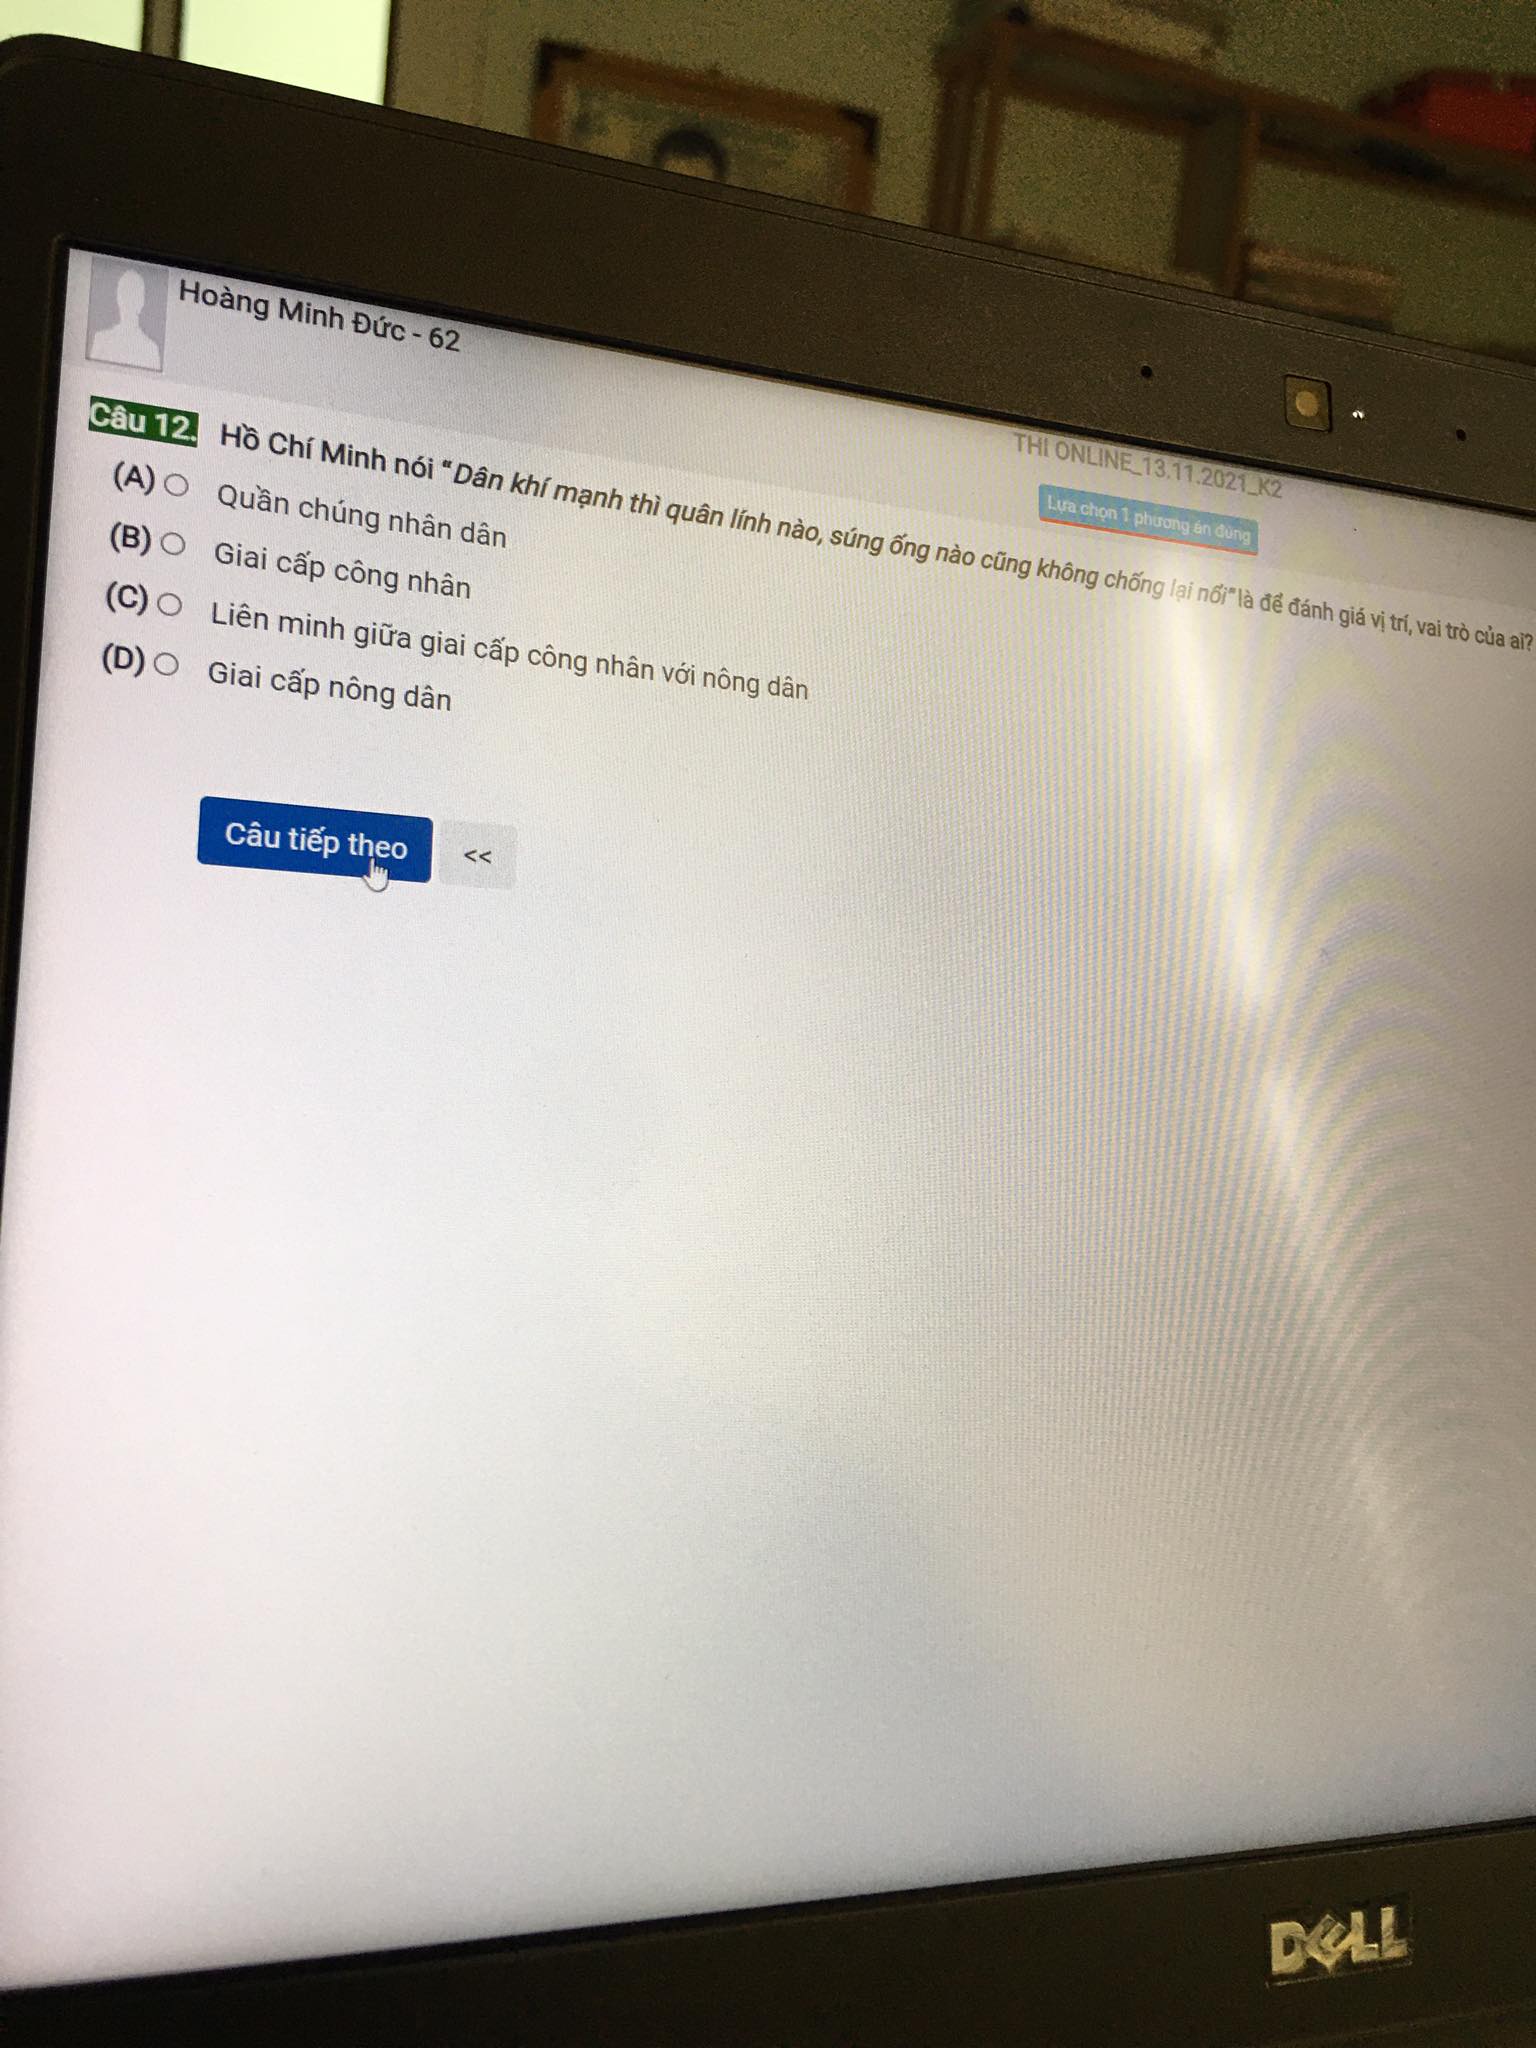 Hoàng Minh Đức - 62
THI ONLINE_13.11.2021_K2
Lựa chọn 1 phương án đúng
Câu 12. Hồ Chí Minh nói “Dân khí mạnh thì quân lính nào, súng ống nào cũng không chống lại nổi” là để đánh giá vị trí, vai trò của ai?
(A) Quần chúng nhân dân
(B) Giai cấp công nhân
(C) Liên minh giữa giai cấp công nhân với nông dân
(D) Giai cấp nông dân
Câu tiếp theo <<
DELL